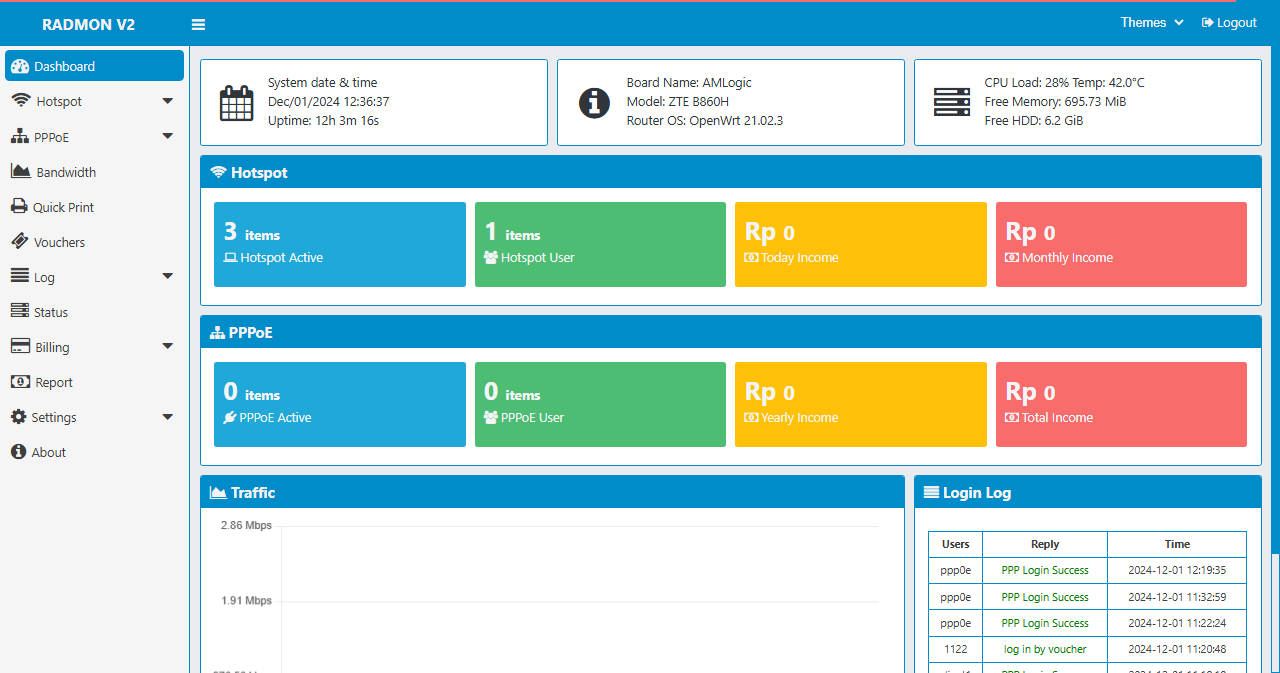 RADMON V2
Themes
Logout
Dashboard
Hotspot
PPPoE
Bandwidth
Quick Print
Vouchers
Log
Status
Billing
Report
Settings
About
System date & time
Dec/01/2024 12:36:37
Uptime: 12h 3m 16s
Board Name: AMLogic
Model: ZTE B860H
Router OS: OpenWrt 21.02.3
CPU Load: 28% Temp: 42.0°C
Free Memory: 695.73 MiB
Free HDD: 6.2 GiB
Hotspot
3 items
Hotspot Active
1 items
Hotspot User
Rp 0
Today Income
Rp 0
Monthly Income
PPPoE
0 items
PPPoE Active
0 items
PPPoE User
Rp 0
Yearly Income
Rp 0
Total Income
Traffic
2.86 Mbps
1.91 Mbps
Login Log
Users Reply Time
ppp0e PPP Login Success 2024-12-01 12:19:35
ppp0e PPP Login Success 2024-12-01 11:32:59
ppp0e PPP Login Success 2024-12-01 11:22:24
1122 log in by voucher 2024-12-01 11:20:48